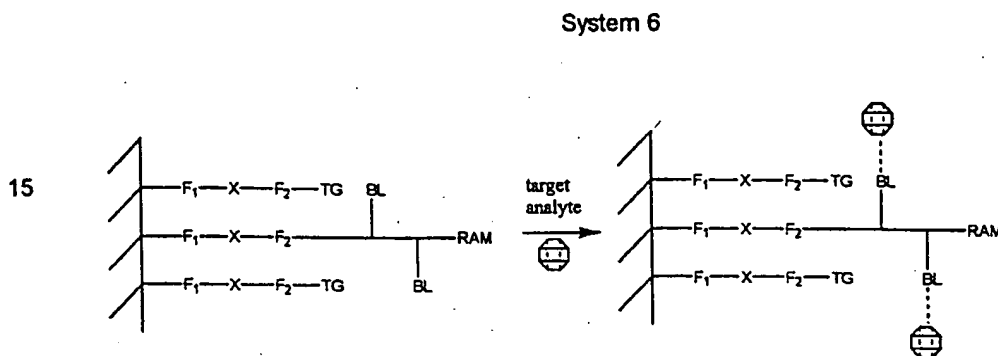 System 6
15
F₁—X—F₂—TG
BL
F₁—X—F₂
RAM
F₁—X—F₂—TG
BL
target
analyte
F₁—X—F₂—TG
BL
F₁—X—F₂
RAM
F₁—X—F₂—TG
BL